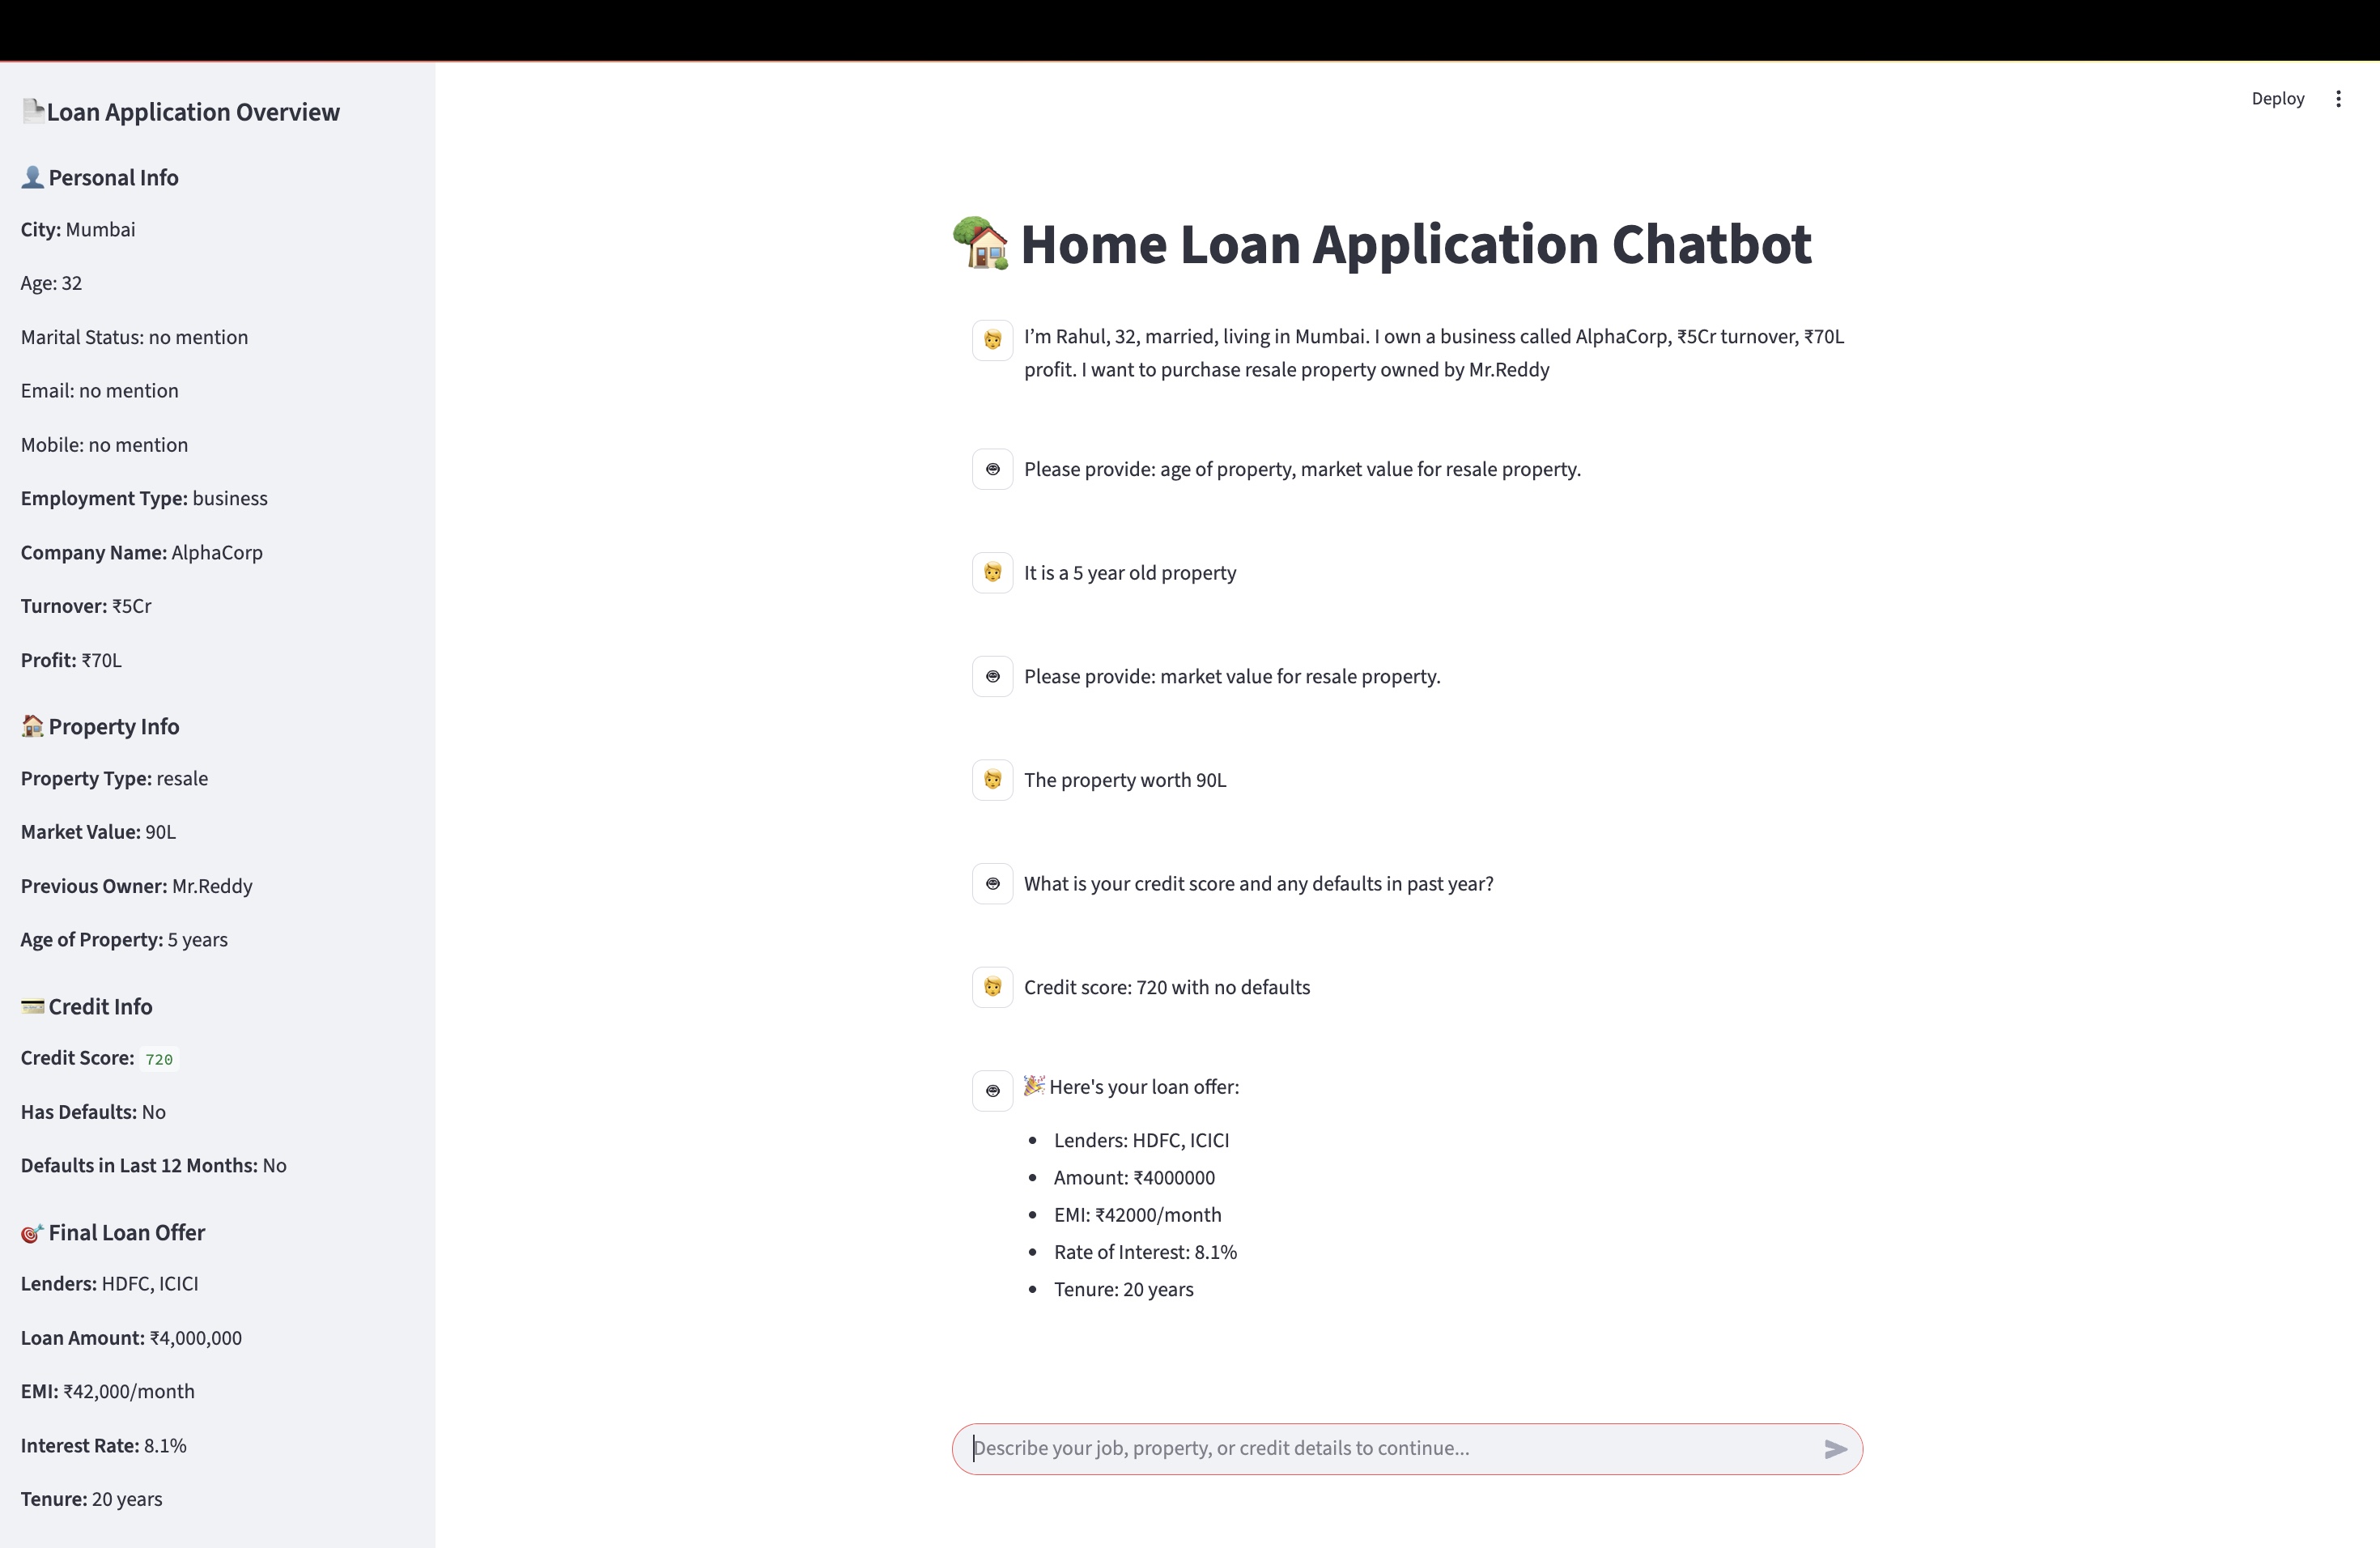 Loan Application Overview
Personal Info
City: Mumbai
Age: 32
Marital Status: no mention
Email: no mention
Mobile: no mention
Employment Type: business
Company Name: AlphaCorp
Turnover: ₹5Cr
Profit: ₹70L
Property Info
Property Type: resale
Market Value: 90L
Previous Owner: Mr.Reddy
Age of Property: 5 years
Credit Info
Credit Score: 720
Has Defaults: No
Defaults in Last 12 Months: No
Final Loan Offer
Lenders: HDFC, ICICI
Loan Amount: ₹4,000,000
EMI: ₹42,000/month
Interest Rate: 8.1%
Tenure: 20 years
Deploy
Home Loan Application Chatbot
I’m Rahul, 32, married, living in Mumbai. I own a business called AlphaCorp, ₹5Cr turnover, ₹70L
profit. I want to purchase resale property owned by Mr.Reddy
Please provide: age of property, market value for resale property.
It is a 5 year old property
Please provide: market value for resale property.
The property worth 90L
What is your credit score and any defaults in past year?
Credit score: 720 with no defaults
Here's your loan offer:
• Lenders: HDFC, ICICI
• Amount: ₹4000000
• EMI: ₹42000/month
• Rate of Interest: 8.1%
• Tenure: 20 years
Describe your job, property, or credit details to continue...